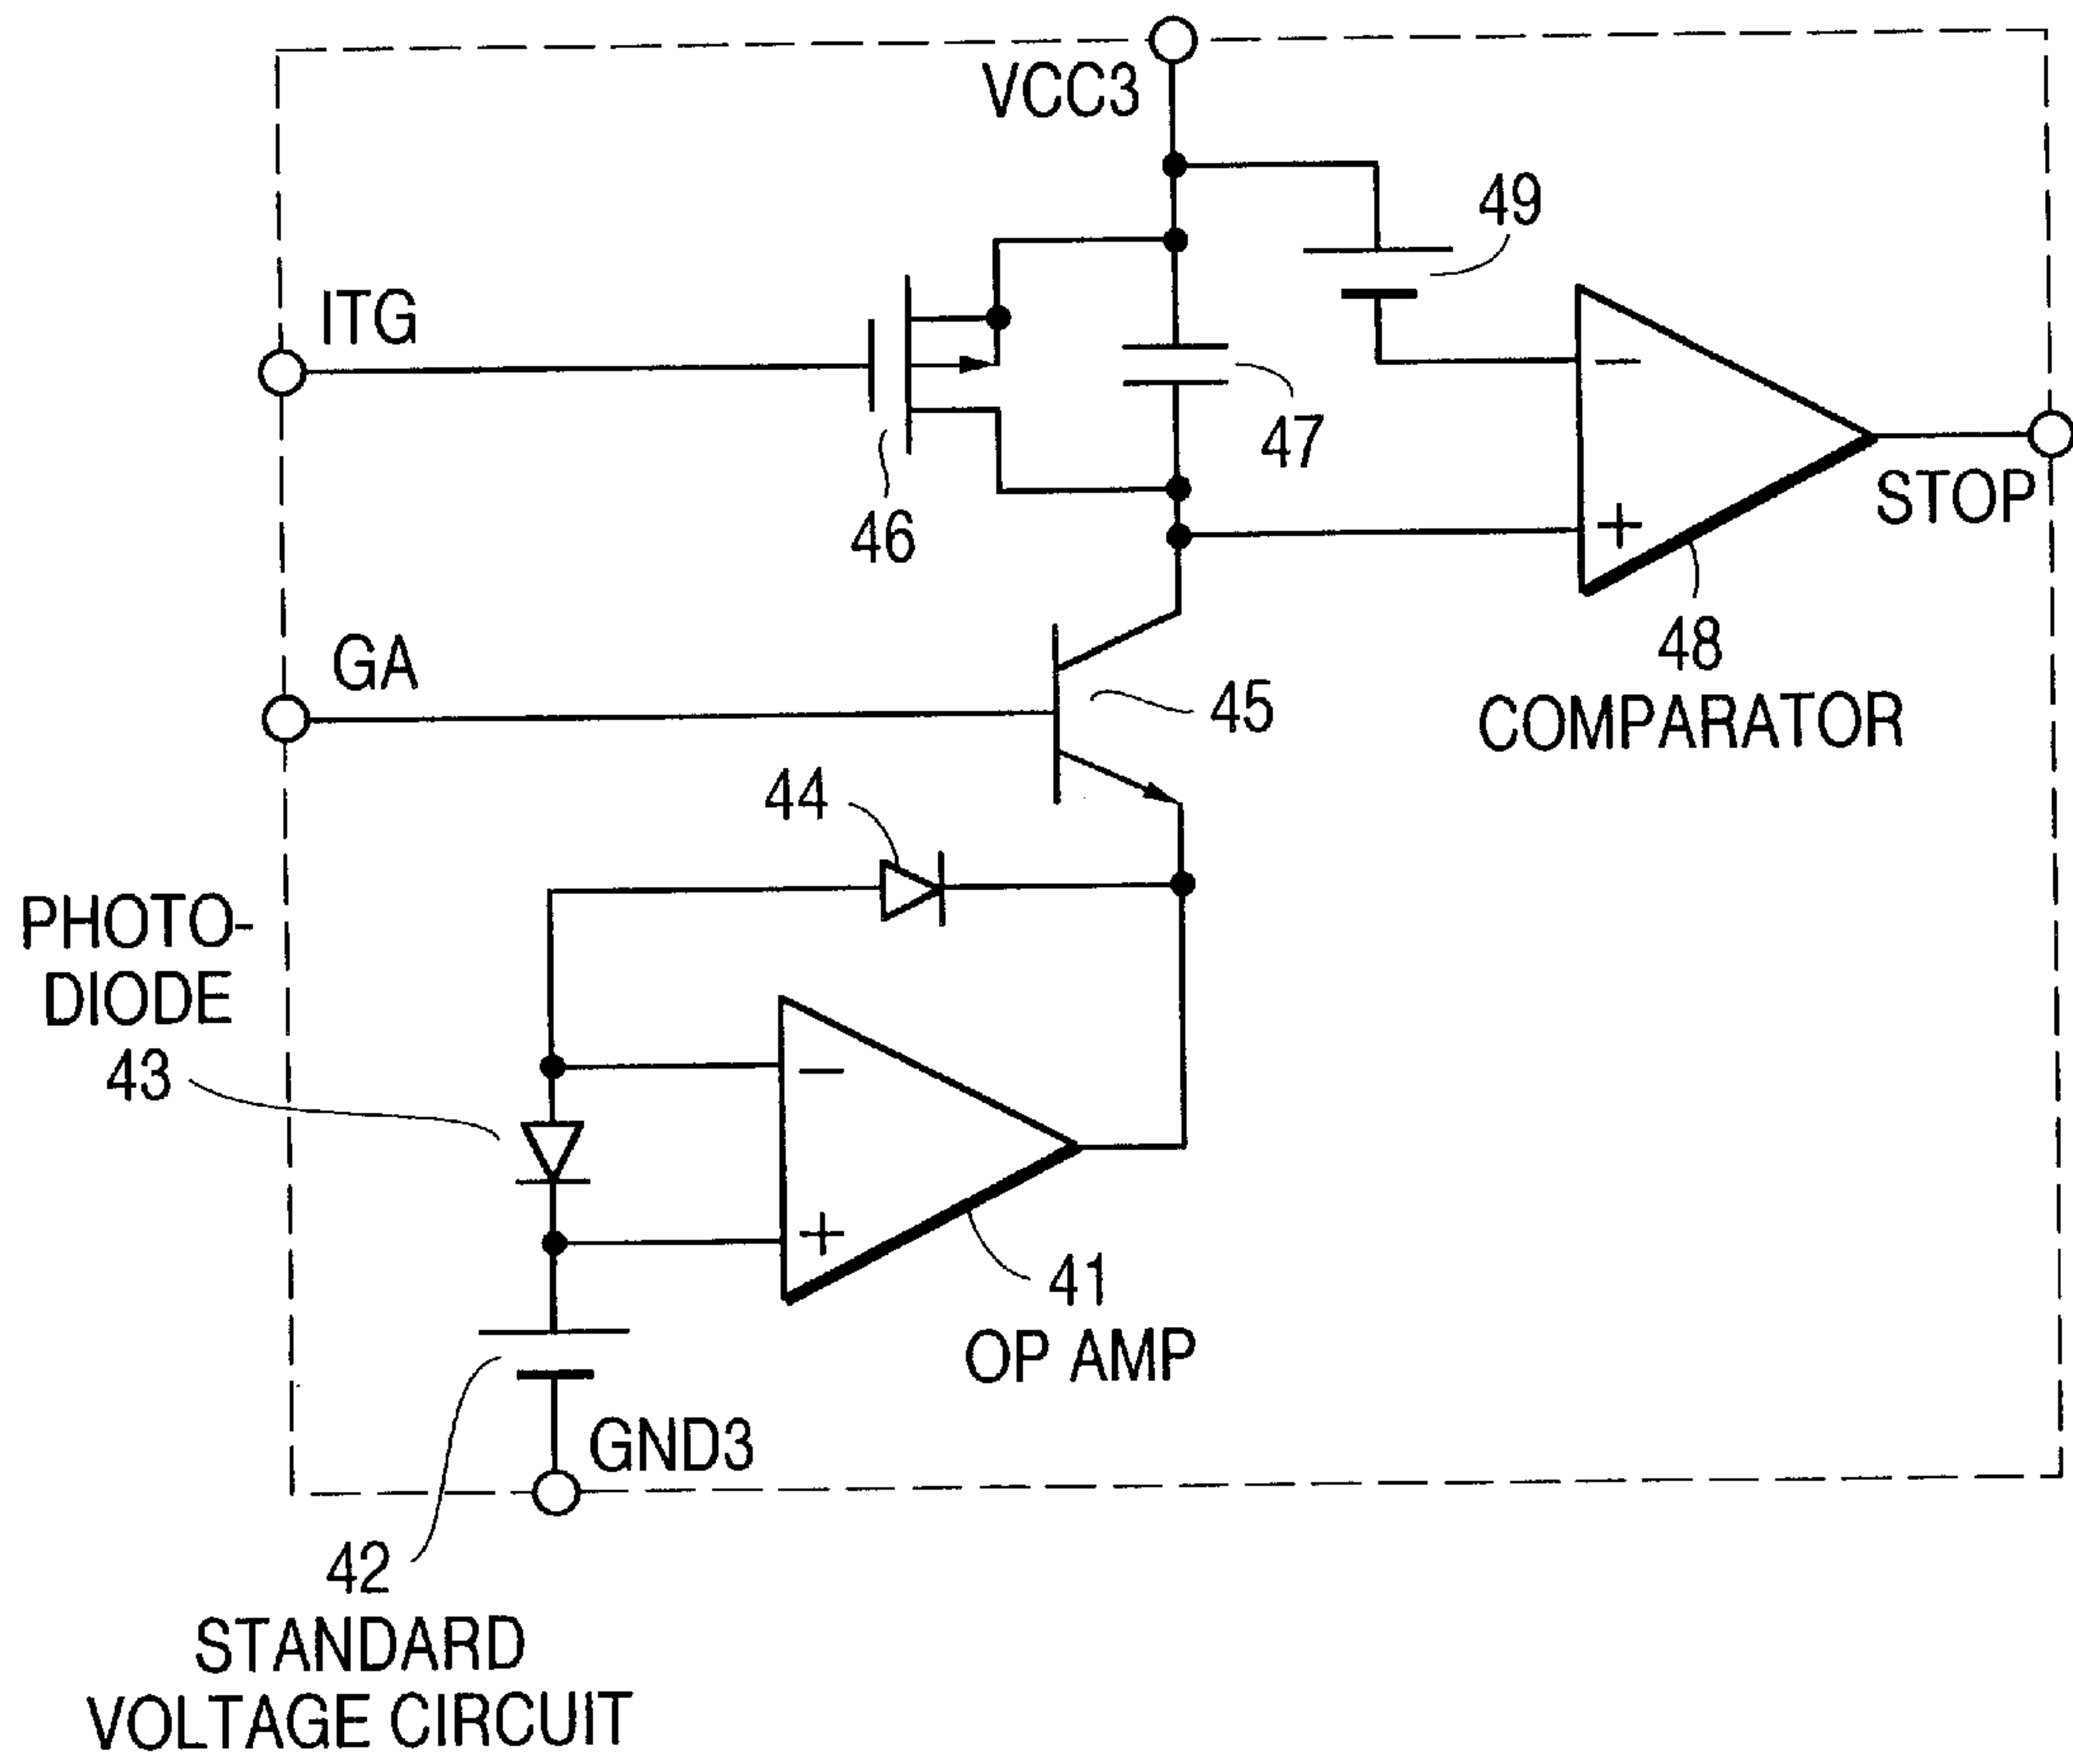 VCC3
49
ITG
47
46
STOP
−
+
48
COMPARATOR
GA
45
44
PHOTO-
DIODE
43
−
+
41
OP AMP
GND3
42
STANDARD
VOLTAGE CIRCUIT